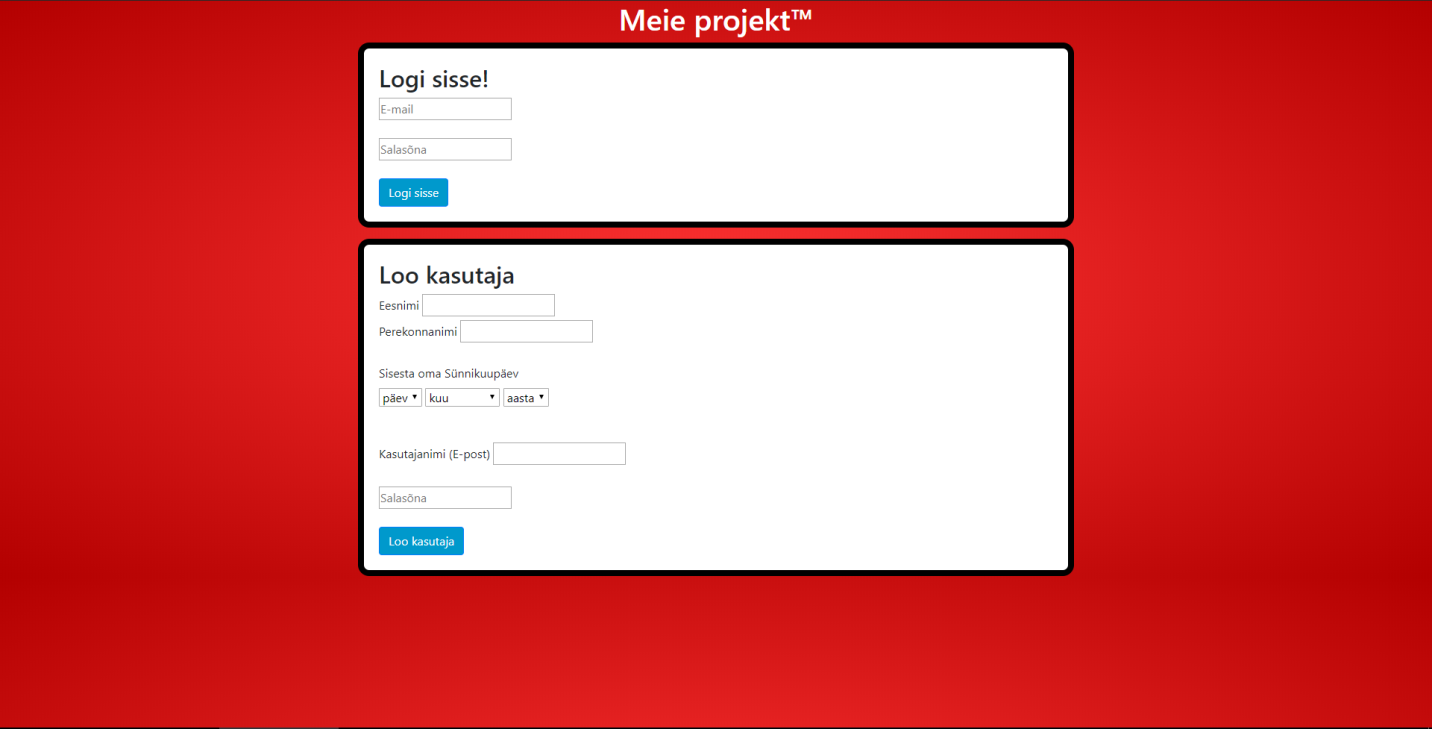 Meie projekt™
Logi sisse!
E-mail
Salasõna
Logi sisse
Loo kasutaja
Eesnimi
Perekonnanimi
Sisesta oma Sünnikuupäev
päev kuu aasta
Kasutajanimi (E-post)
Salasõna
Loo kasutaja